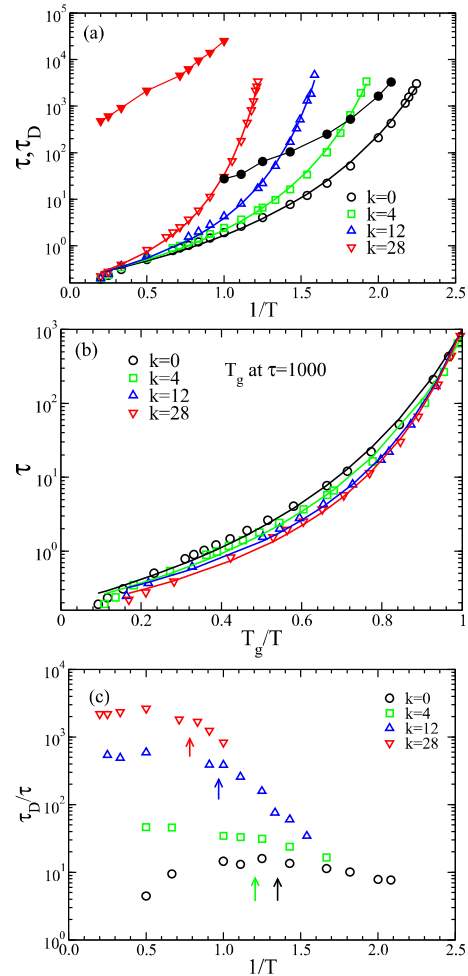 (a)
10^5
10^4
10^3
10^2
10^1
10^0
τ,τ_D
k=0
k=4
k=12
k=28
0.0 0.5 1.0 1.5 2.0 2.5
1/T
(b)
10^3
10^2
10^1
10^0
τ
k=0
k=4
k=12
k=28
T_g at τ=1000
0 0.2 0.4 0.6 0.8 1
T_g/T
(c)
10^4
10^3
10^2
10^1
10^0
τ_D/τ
k=0
k=4
k=12
k=28
0.0 0.5 1.0 1.5 2.0 2.5
1/T